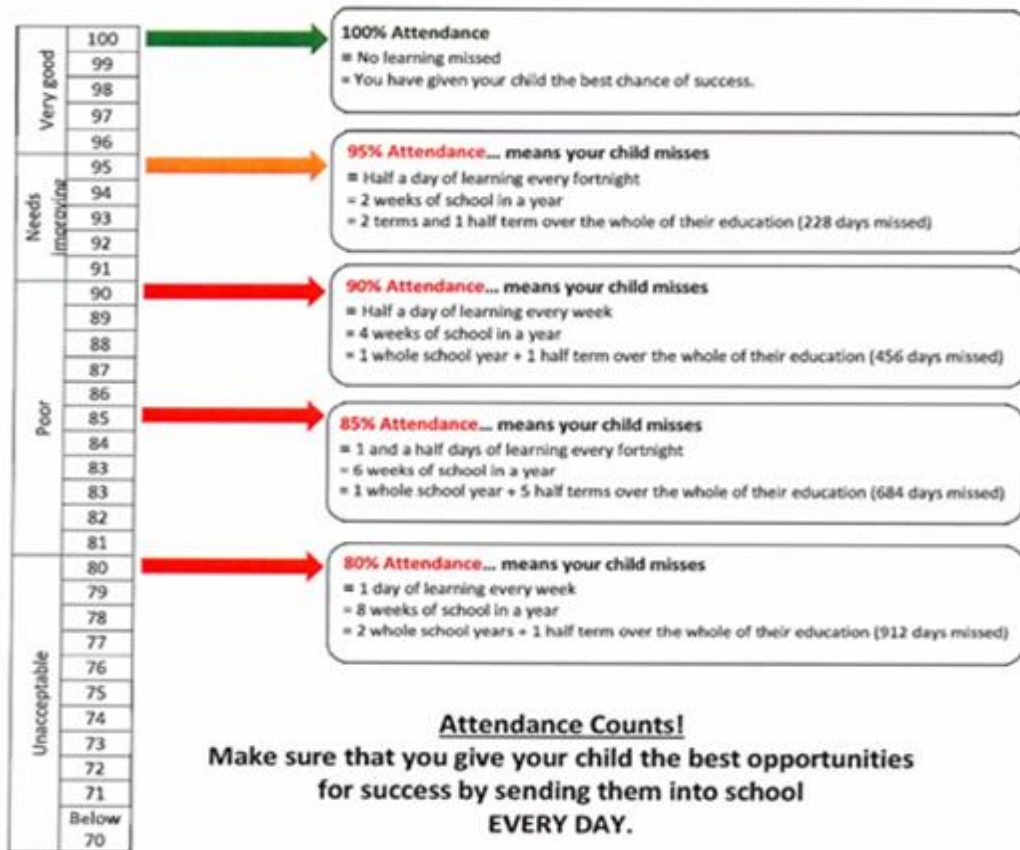 Very good
100
99
98
97
96
Needs
improving
95
94
93
92
91
Poor
90
89
88
87
86
85
84
83
83
82
81
Unacceptable
80
79
78
77
76
75
74
73
72
71
Below
70
100% Attendance
= No learning missed
= You have given your child the best chance of success.
95% Attendance... means your child misses
= Half a day of learning every fortnight
= 2 weeks of school in a year
= 2 terms and 1 half term over the whole of their education (228 days missed)
90% Attendance... means your child misses
= Half a day of learning every week
= 4 weeks of school in a year
= 1 whole school year + 1 half term over the whole of their education (456 days missed)
85% Attendance... means your child misses
= 1 and a half days of learning every fortnight
= 6 weeks of school in a year
= 1 whole school year + 5 half terms over the whole of their education (684 days missed)
80% Attendance... means your child misses
= 1 day of learning every week
= 8 weeks of school in a year
= 2 whole school years + 1 half term over the whole of their education (912 days missed)
Attendance Counts!
Make sure that you give your child the best opportunities
for success by sending them into school
EVERY DAY.